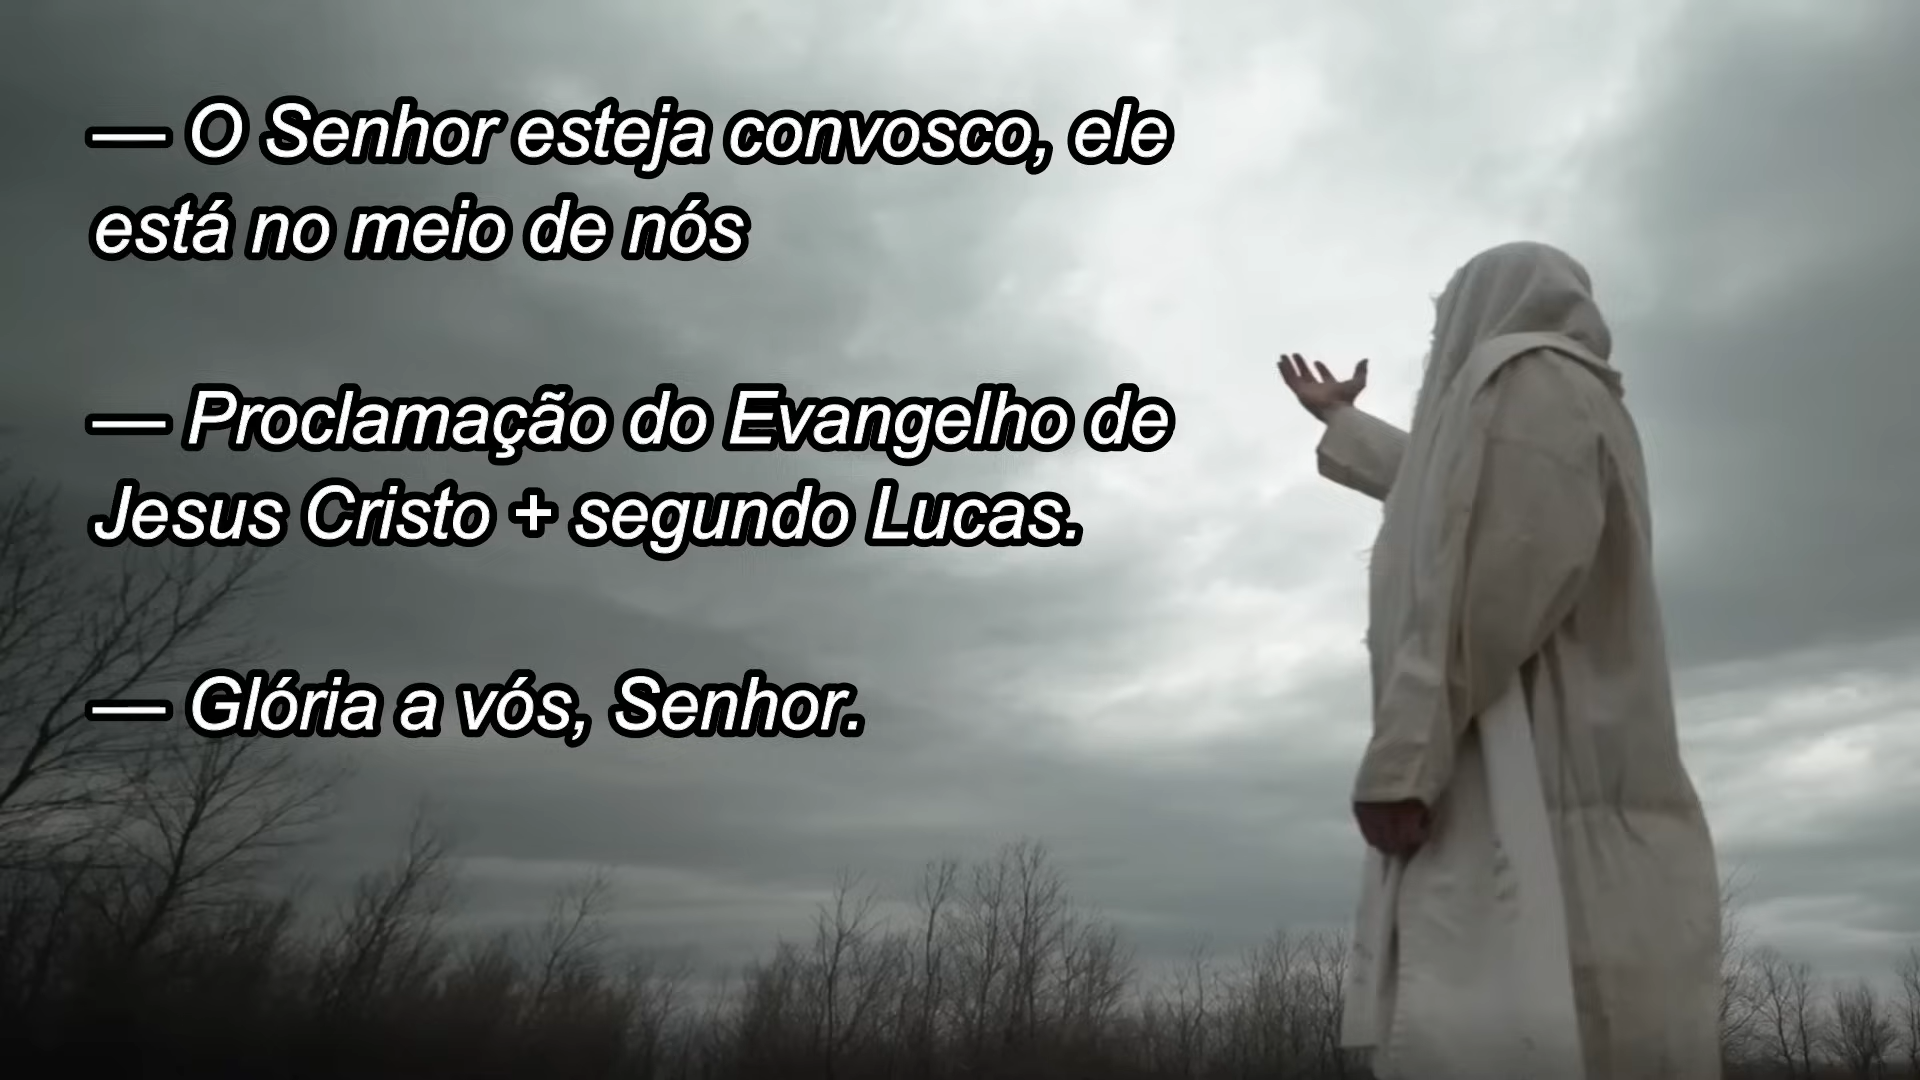 — O Senhor esteja convosco, ele
está no meio de nós
— Proclamação do Evangelho de
Jesus Cristo + segundo Lucas.
— Glória a vós, Senhor.